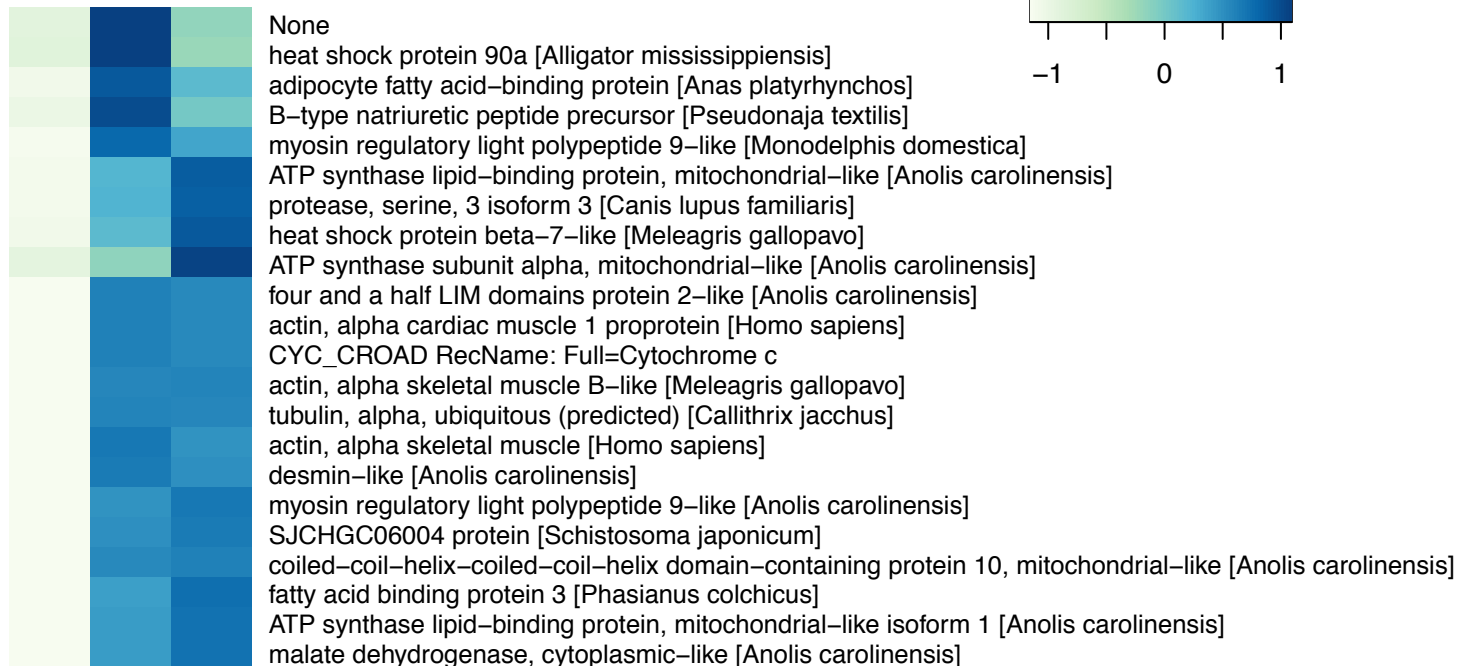 None
heat shock protein 90a [Alligator mississippiensis]
adipocyte fatty acid−binding protein [Anas platyrhynchos]
B−type natriuretic peptide precursor [Pseudonaja textilis]
myosin regulatory light polypeptide 9−like [Monodelphis domestica]
ATP synthase lipid−binding protein, mitochondrial−like [Anolis carolinensis]
protease, serine, 3 isoform 3 [Canis lupus familiaris]
heat shock protein beta−7−like [Meleagris gallopavo]
ATP synthase subunit alpha, mitochondrial−like [Anolis carolinensis]
four and a half LIM domains protein 2−like [Anolis carolinensis]
actin, alpha cardiac muscle 1 proprotein [Homo sapiens]
CYC_CROAD RecName: Full=Cytochrome c
actin, alpha skeletal muscle B−like [Meleagris gallopavo]
tubulin, alpha, ubiquitous (predicted) [Callithrix jacchus]
actin, alpha skeletal muscle [Homo sapiens]
desmin−like [Anolis carolinensis]
myosin regulatory light polypeptide 9−like [Anolis carolinensis]
SJCHGC06004 protein [Schistosoma japonicum]
coiled−coil−helix−coiled−coil−helix domain−containing protein 10, mitochondrial−like [Anolis carolinensis]
fatty acid binding protein 3 [Phasianus colchicus]
ATP synthase lipid−binding protein, mitochondrial−like isoform 1 [Anolis carolinensis]
malate dehydrogenase, cytoplasmic−like [Anolis carolinensis]
−1 0 1